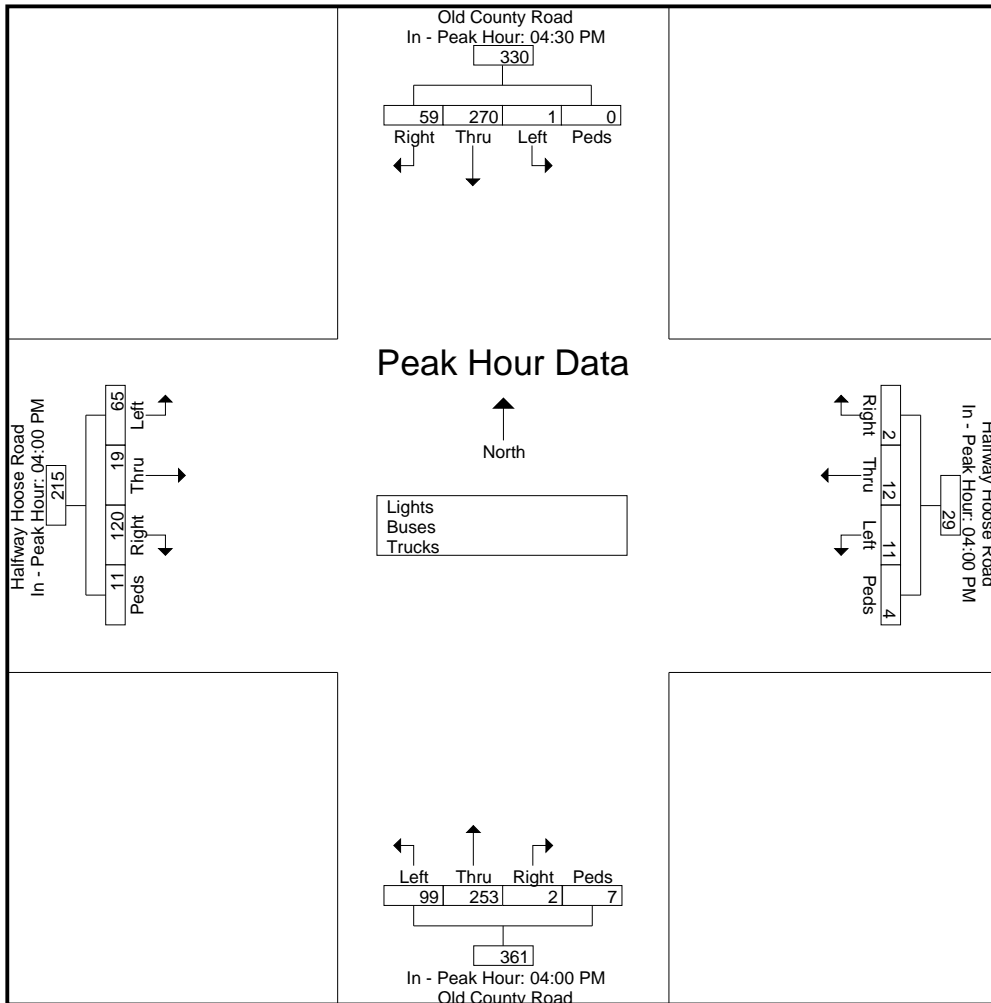 Old County Road
In - Peak Hour: 04:30 PM
330
59 270 1 0
Right Thru Left Peds
Peak Hour Data
North
Lights
Buses
Trucks
Halfway Hoose Road
In - Peak Hour: 04:00 PM
215
65 19 120 11
Left Thru Right Peds
Right Thru Left Peds
2 12 11 4
29
Halfway Hoose Road
In - Peak Hour: 04:00 PM
Left Thru Right Peds
99 253 2 7
361
In - Peak Hour: 04:00 PM
Old County Road